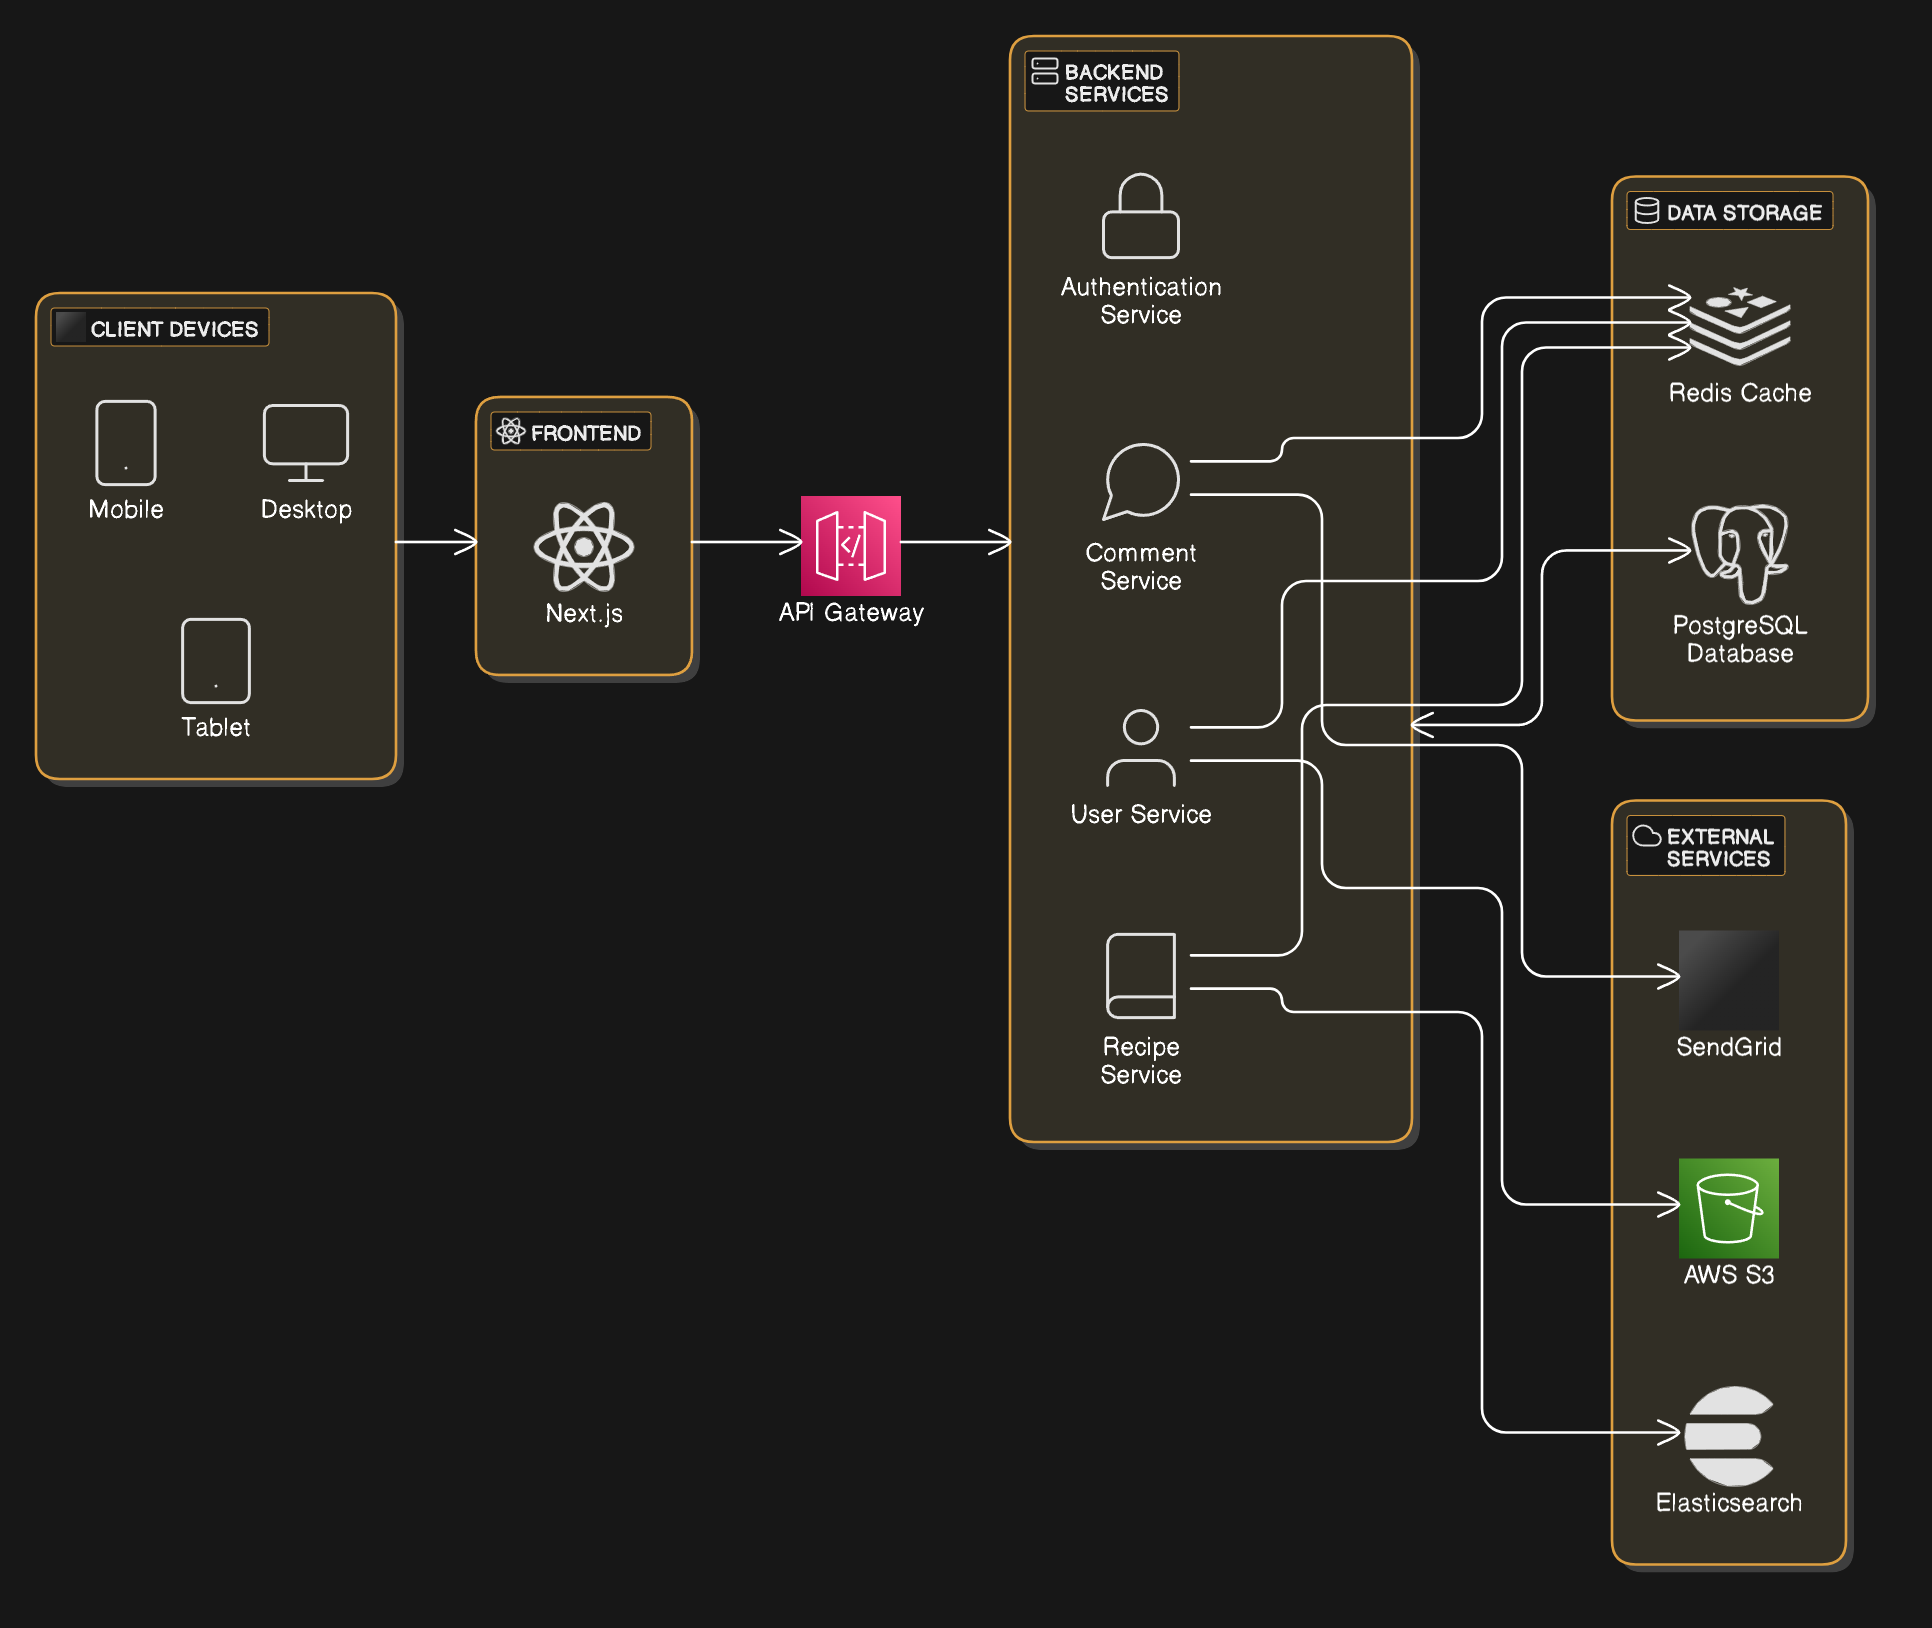 CLIENT DEVICES
Mobile
Desktop
Tablet
FRONTEND
Next.js
API Gateway
BACKEND
SERVICES
Authentication
Service
Comment
Service
User Service
Recipe
Service
DATA STORAGE
Redis Cache
PostgreSQL
Database
EXTERNAL
SERVICES
SendGrid
AWS S3
Elasticsearch